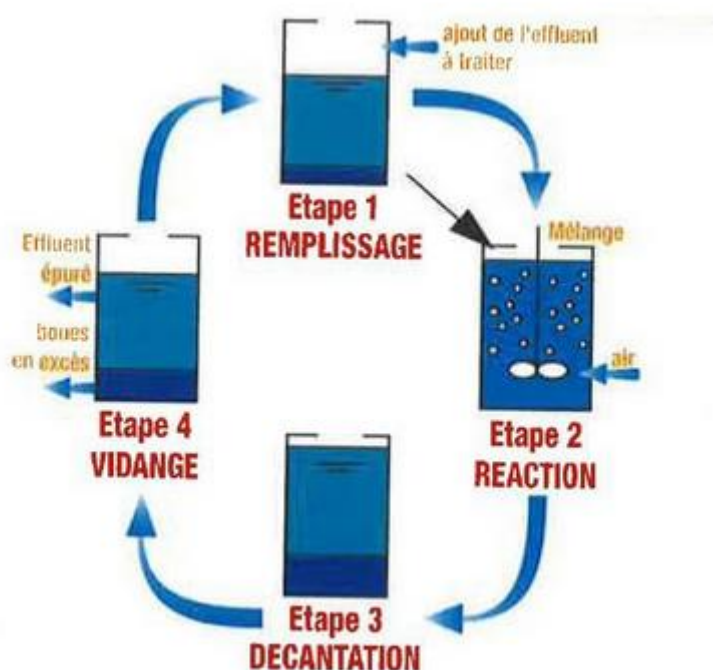 ajout de l'effluent
à traiter
Etape 1
REMPLISSAGE
Mélange
air
Etape 2
REACTION
Etape 3
DECANTATION
Effluent
épuré
boues
en excès
Etape 4
VIDANGE